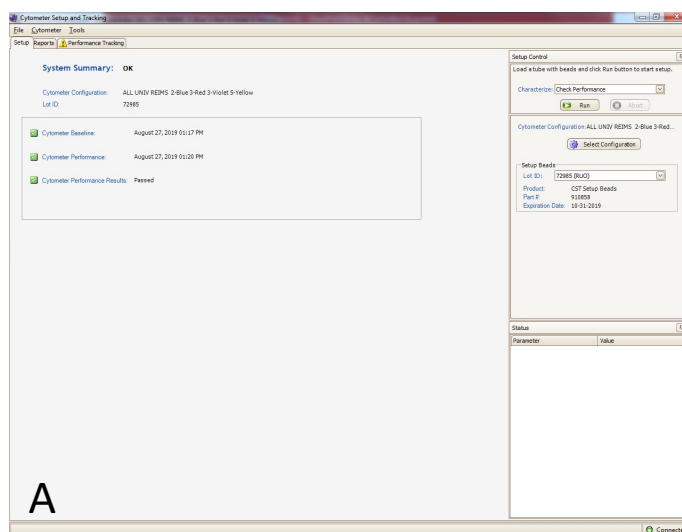 Cytometer Setup and Tracking
File Cytometer Tools
Setup Reports Performance Tracking
System Summary: OK
Cytometer Configuration: ALL UNIV REIMS 2-Blue 3-Red 3-Violet 5-Yellow
Lot ID: 72985
Cytometer Baseline: August 27, 2019 01:17 PM
Cytometer Performance: August 27, 2019 01:20 PM
Cytometer Performance Results: Passed
Setup Control
Load a tube with beads and click Run button to start setup.
Characterize: Check Performance
Run Abort
Cytometer Configuration: ALL UNIV REIMS 2-Blue 3-Red...
Select Configuration
Setup Beads
Lot ID: 72985 (RUO)
Product: CST Setup Beads
Part #: 910858
Expiration Date: 10-31-2019
Status
Parameter Value
A
Connecte